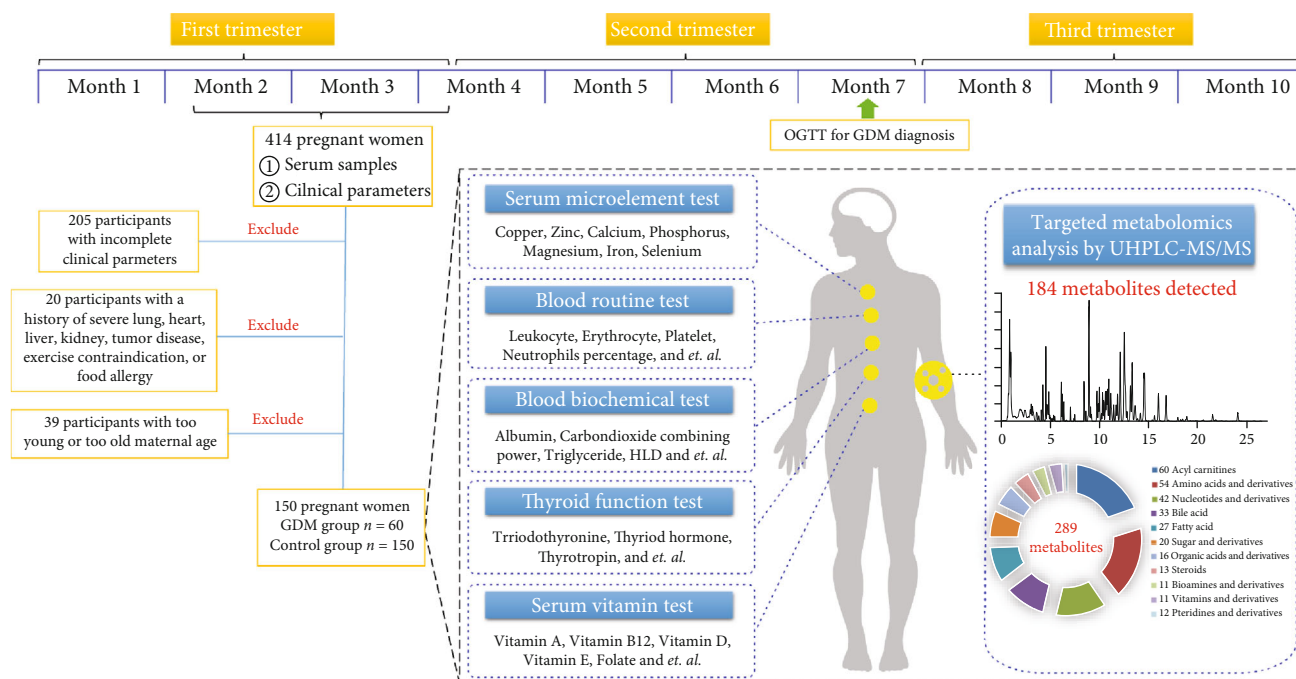 First trimester
Second trimester
Third trimester
Month 1
Month 2
Month 3
Month 4
Month 5
Month 6
Month 7
Month 8
Month 9
Month 10
OGTT for GDM diagnosis
414 pregnant women
① Serum samples
② Cilnical parameters
205 participants
with incomplete
clinical parmeters
Exclude
20 participants with a
history of severe lung, heart,
liver, kidney, tumor disease,
exercise contraindication, or
food allergy
Exclude
39 participants with too
young or too old maternal age
Exclude
150 pregnant women
GDM group n = 60
Control group n = 150
Serum microelement test
Copper, Zinc, Calcium, Phosphorus,
Magnesium, Iron, Selenium
Blood routine test
Leukocyte, Erythrocyte, Platelet,
Neutrophils percentage, and et. al.
Blood biochemical test
Albumin, Carbondioxide combining
power, Triglyceride, HLD and et. al.
Thyroid function test
Trriodothyronine, Thyriod hormone,
Thyrotropin, and et. al.
Serum vitamin test
Vitamin A, Vitamin B12, Vitamin D,
Vitamin E, Folate and et. al.
Targeted metabolomics
analysis by UHPLC-MS/MS
184 metabolites detected
0 5 10 15 20 25
289
metabolites
60 Acyl carnitines
54 Amino acids and derivatives
42 Nucleotides and derivatives
33 Bile acid
27 Fatty acid
20 Sugar and derivatives
16 Organic acids and derivatives
13 Steroids
11 Bioamines and derivatives
11 Vitamins and derivatives
12 Pteridines and derivatives